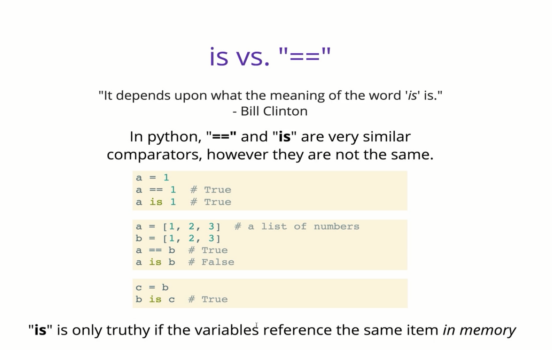 is vs. "=="
"It depends upon what the meaning of the word 'is' is."
- Bill Clinton
In python, "==" and "is" are very similar
comparators, however they are not the same.
a = 1
a == 1  # True
a is 1  # True
a = [1, 2, 3]  # a list of numbers
b = [1, 2, 3]
a == b  # True
a is b  # False
c = b
b is c  # True
"is" is only truthy if the variables reference the same item in memory